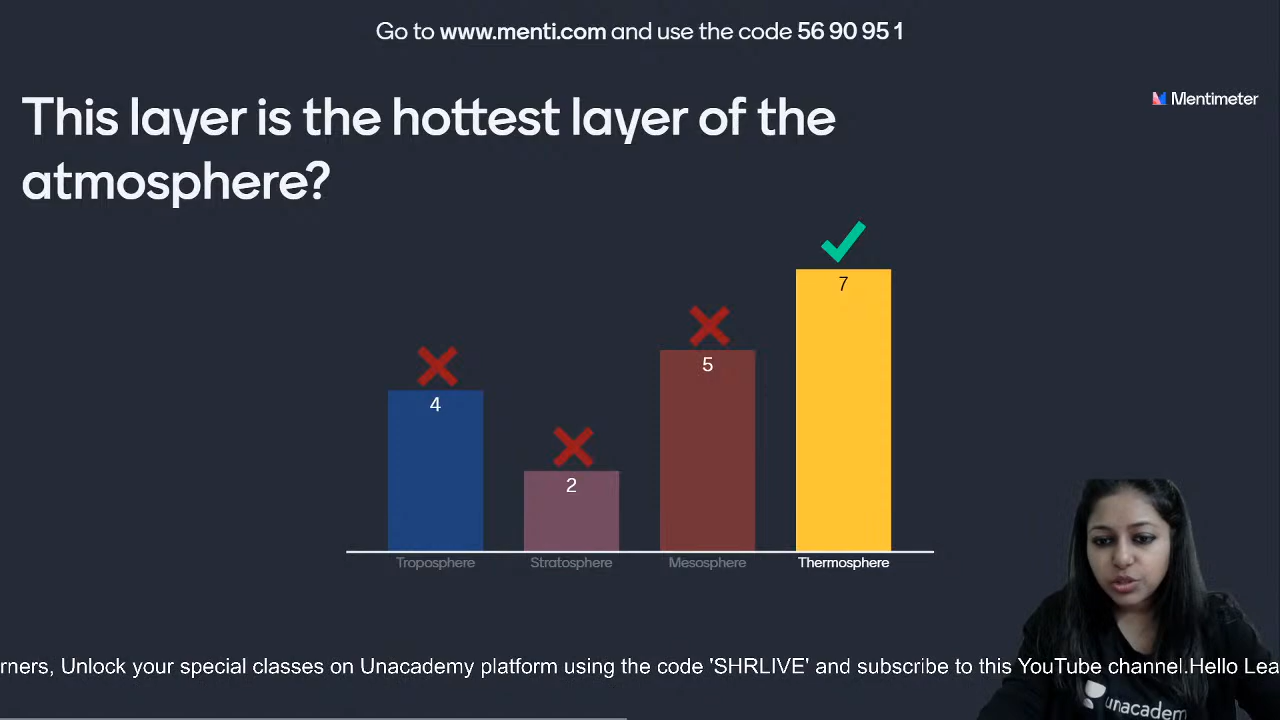 Go to www.menti.com and use the code 56 90 95 1
This layer is the hottest layer of the
atmosphere?
Mentimeter
7
5
4
2
Troposphere Stratosphere Mesosphere Thermosphere
rners, Unlock your special classes on Unacademy platform using the code 'SHRLIVE' and subscribe to this YouTube channel.Hello Lea
unacademy